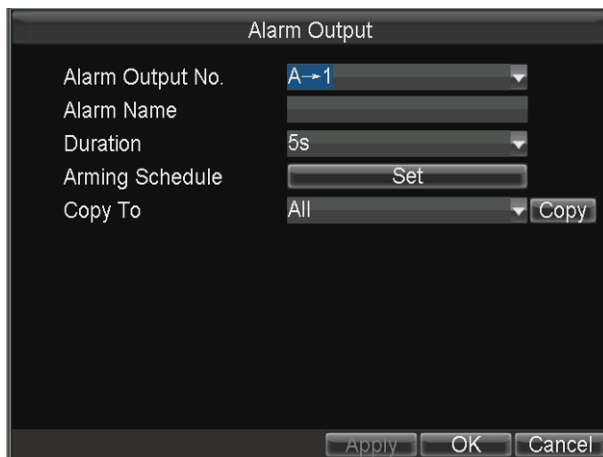 Alarm Output
Alarm Output No. A→1
Alarm Name
Duration 5s
Arming Schedule Set
Copy To All Copy
Apply OK Cancel